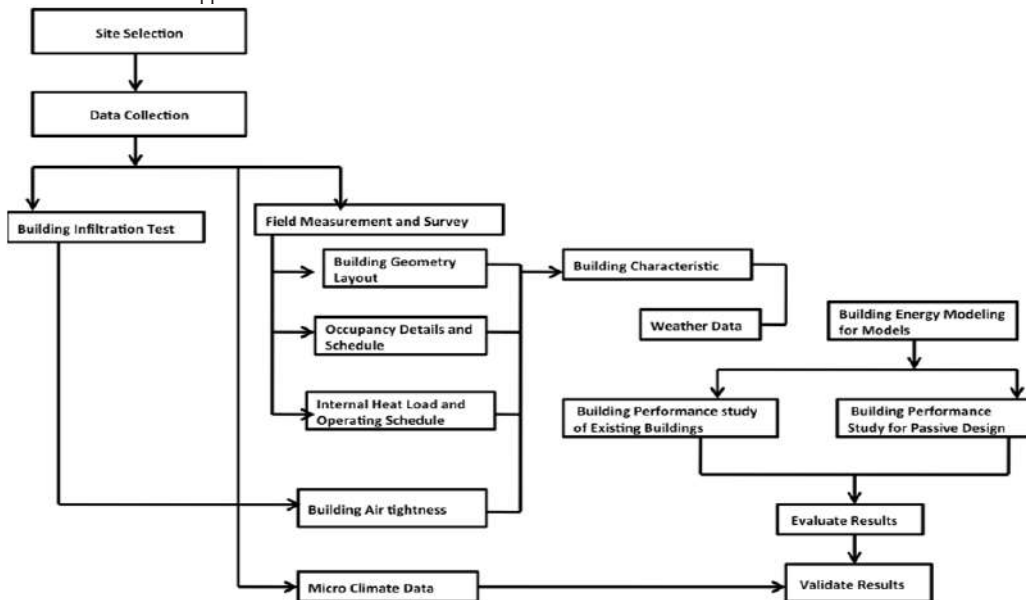 Site Selection
Data Collection
Building Infiltration Test
Field Measurement and Survey
Building Geometry
Layout
Occupancy Details and
Schedule
Internal Heat Load and
Operating Schedule
Building Air tightness
Micro Climate Data
Building Characteristic
Weather Data
Building Energy Modeling
for Models
Building Performance study
of Existing Buildings
Building Performance
Study for Passive Design
Evaluate Results
Validate Results